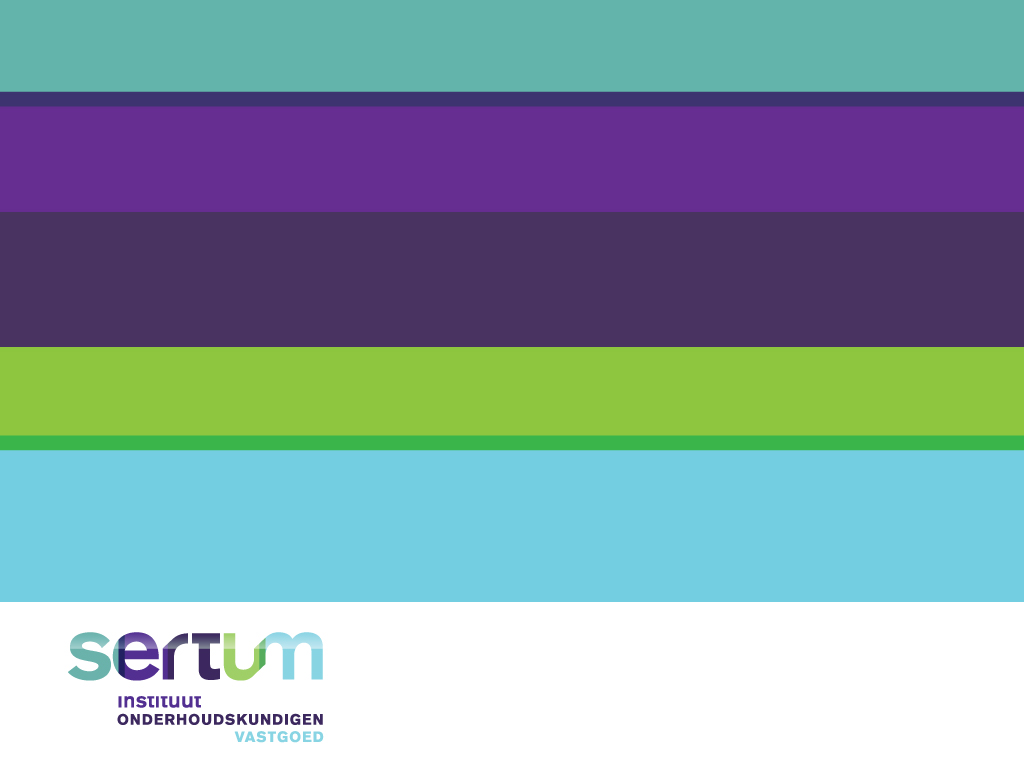 sertum
instituut
ONDERHOUDSKUNDIGEN
VASTGOED